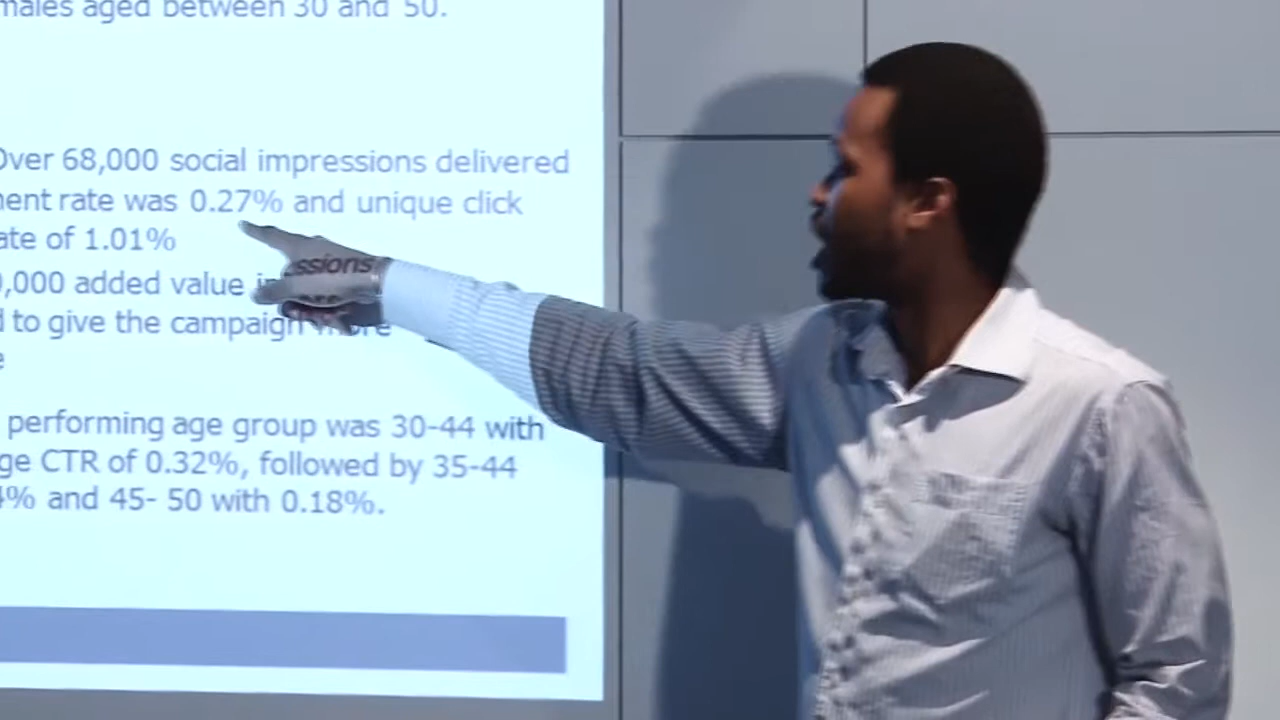 males aged between 30 and 50.
Over 68,000 social impressions delivered
ment rate was 0.27% and unique click
ate of 1.01%
0,000 added value
d to give the campaign more
e
performing age group was 30-44 with
ge CTR of 0.32%, followed by 35-44
4% and 45- 50 with 0.18%.